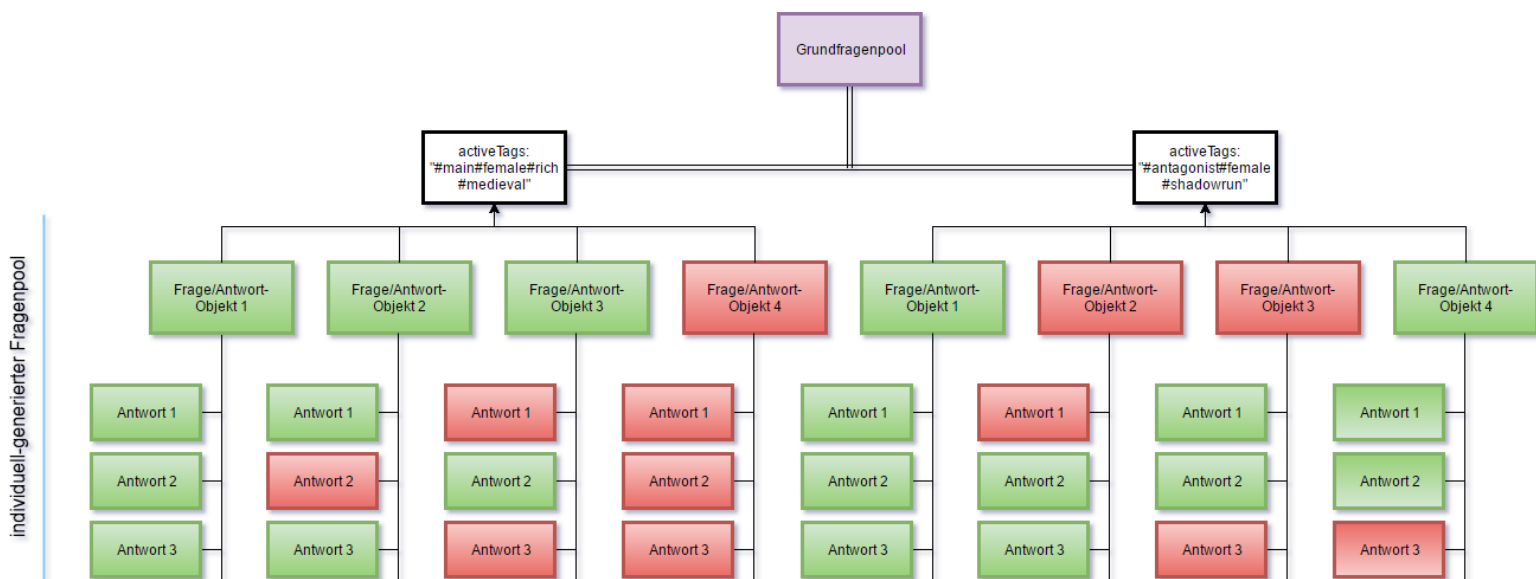 Grundfragenpool
activeTags:
"#main#female#rich
#medieval"
activeTags:
"#antagonist#female
#shadowrun"
individuell-generierter Fragenpool
Frage/Antwort-
Objekt 1
Frage/Antwort-
Objekt 2
Frage/Antwort-
Objekt 3
Frage/Antwort-
Objekt 4
Frage/Antwort-
Objekt 1
Frage/Antwort-
Objekt 2
Frage/Antwort-
Objekt 3
Frage/Antwort-
Objekt 4
Antwort 1
Antwort 1
Antwort 1
Antwort 1
Antwort 1
Antwort 1
Antwort 1
Antwort 1
Antwort 2
Antwort 2
Antwort 2
Antwort 2
Antwort 2
Antwort 2
Antwort 2
Antwort 2
Antwort 3
Antwort 3
Antwort 3
Antwort 3
Antwort 3
Antwort 3
Antwort 3
Antwort 3